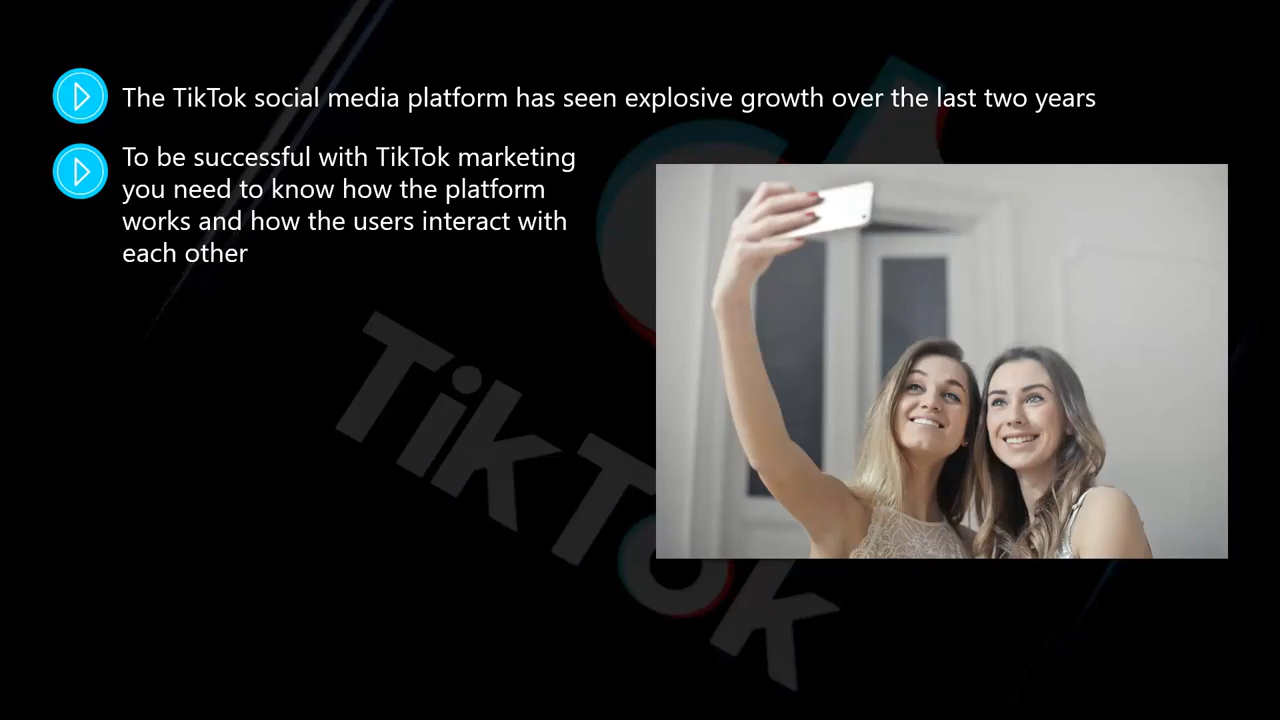 The TikTok social media platform has seen explosive growth over the last two years
To be successful with TikTok marketing
you need to know how the platform
works and how the users interact with
each other
TikTok